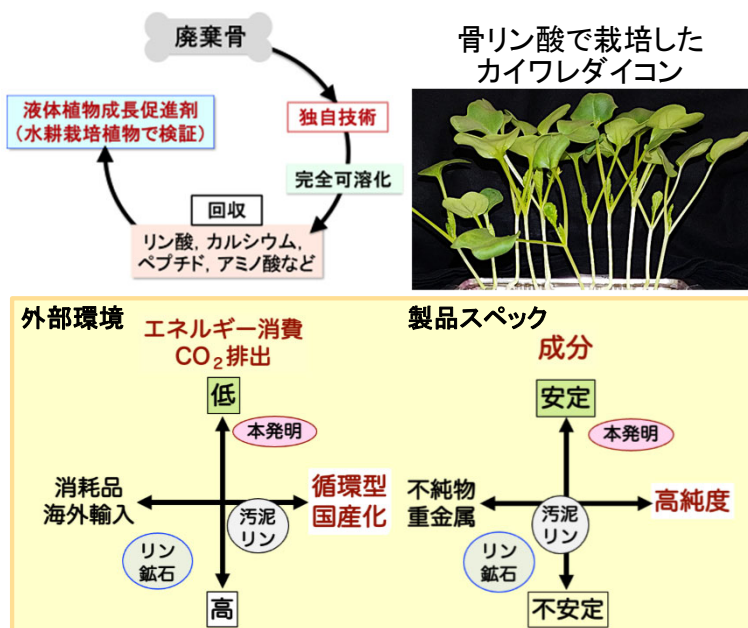 廃棄骨
独自技術
完全可溶化
回収
リン酸, カルシウム,
ペプチド, アミノ酸など
液体植物成長促進剤
（水耕栽培植物で検証）
骨リン酸で栽培した
カイワレダイコン
外部環境
エネルギー消費
CO₂排出
低
本発明
消耗品
海外輸入
循環型
国産化
汚泥
リン
リン
鉱石
高
製品スペック
成分
安定
本発明
不純物
重金属
高純度
汚泥
リン
リン
鉱石
不安定